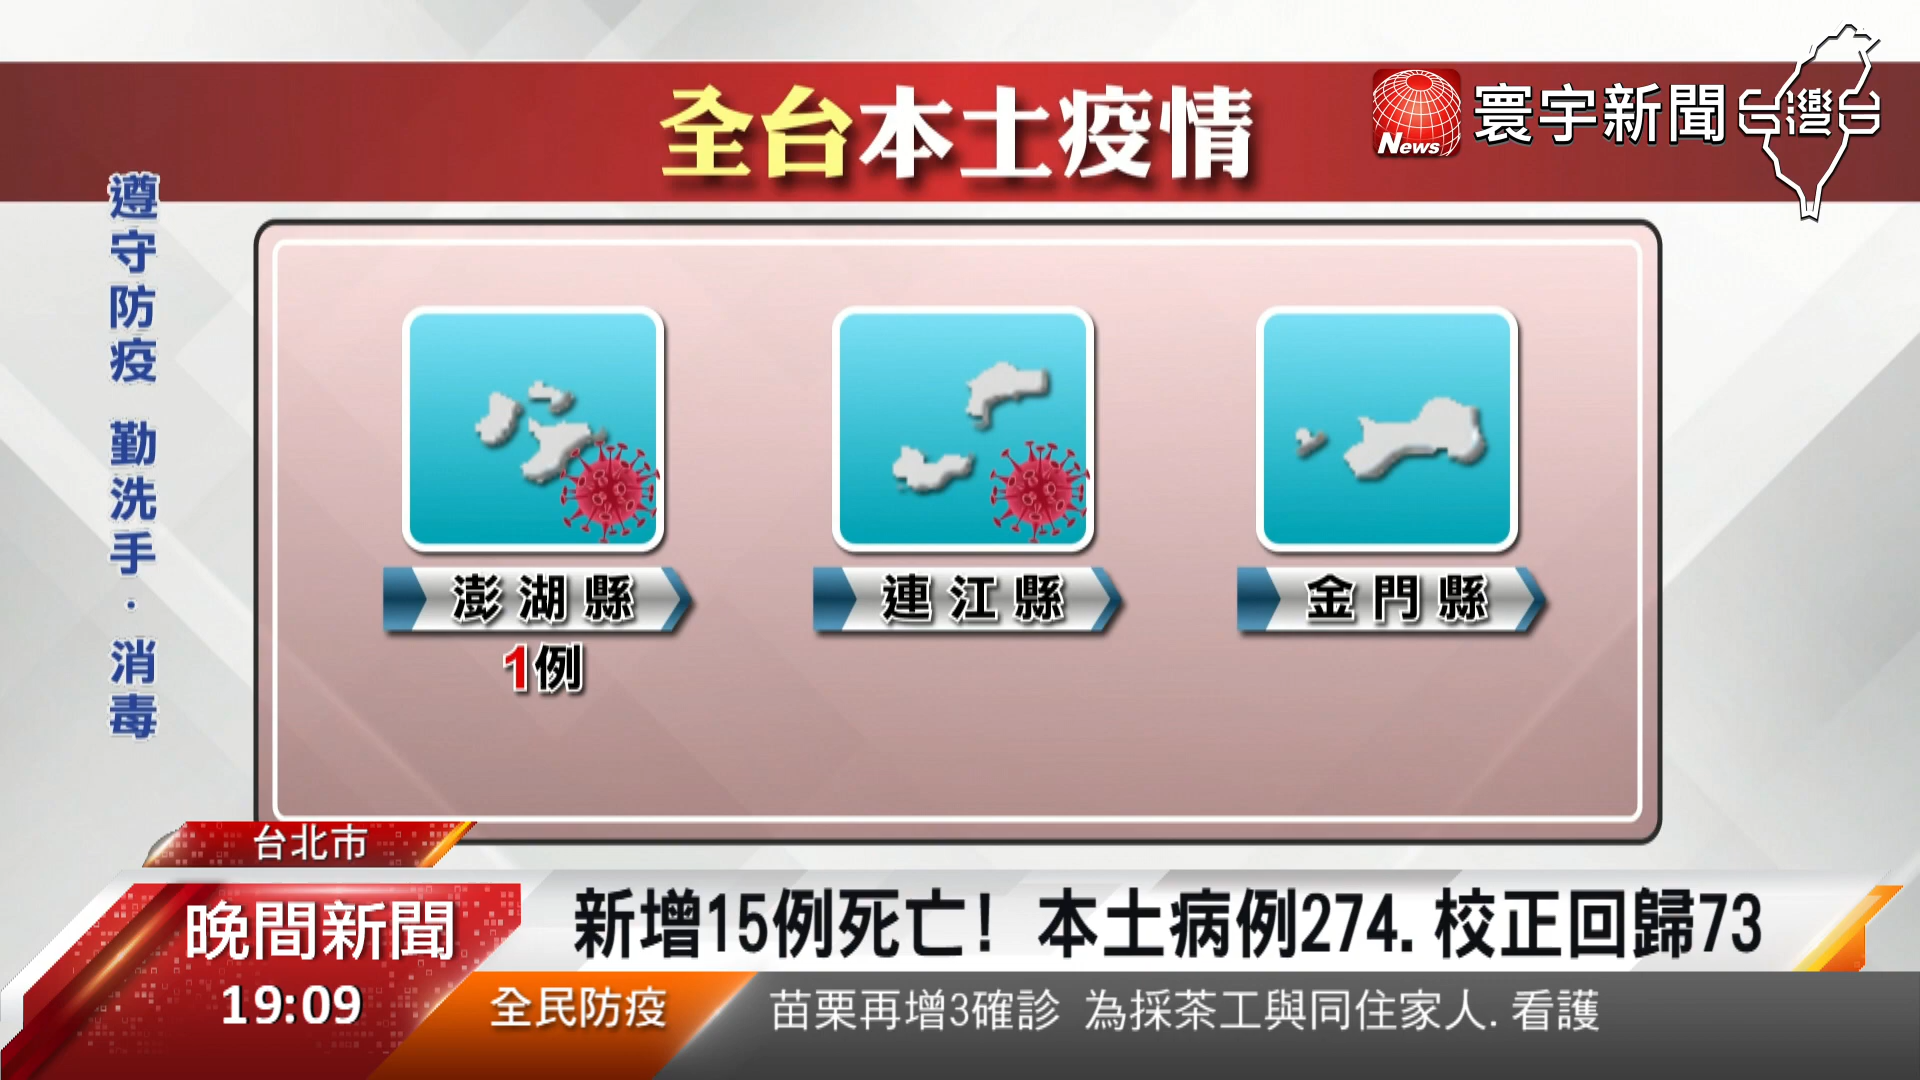 全台本土疫情
News
寰宇新聞
台灣台
遵守防疫 勤洗手·消毒
澎湖縣
連江縣
金門縣
1例
台北市
晚間新聞
新增15例死亡! 本土病例274.校正回歸73
19:09
全民防疫
苗栗再增3確診 為採茶工與同住家人.看護